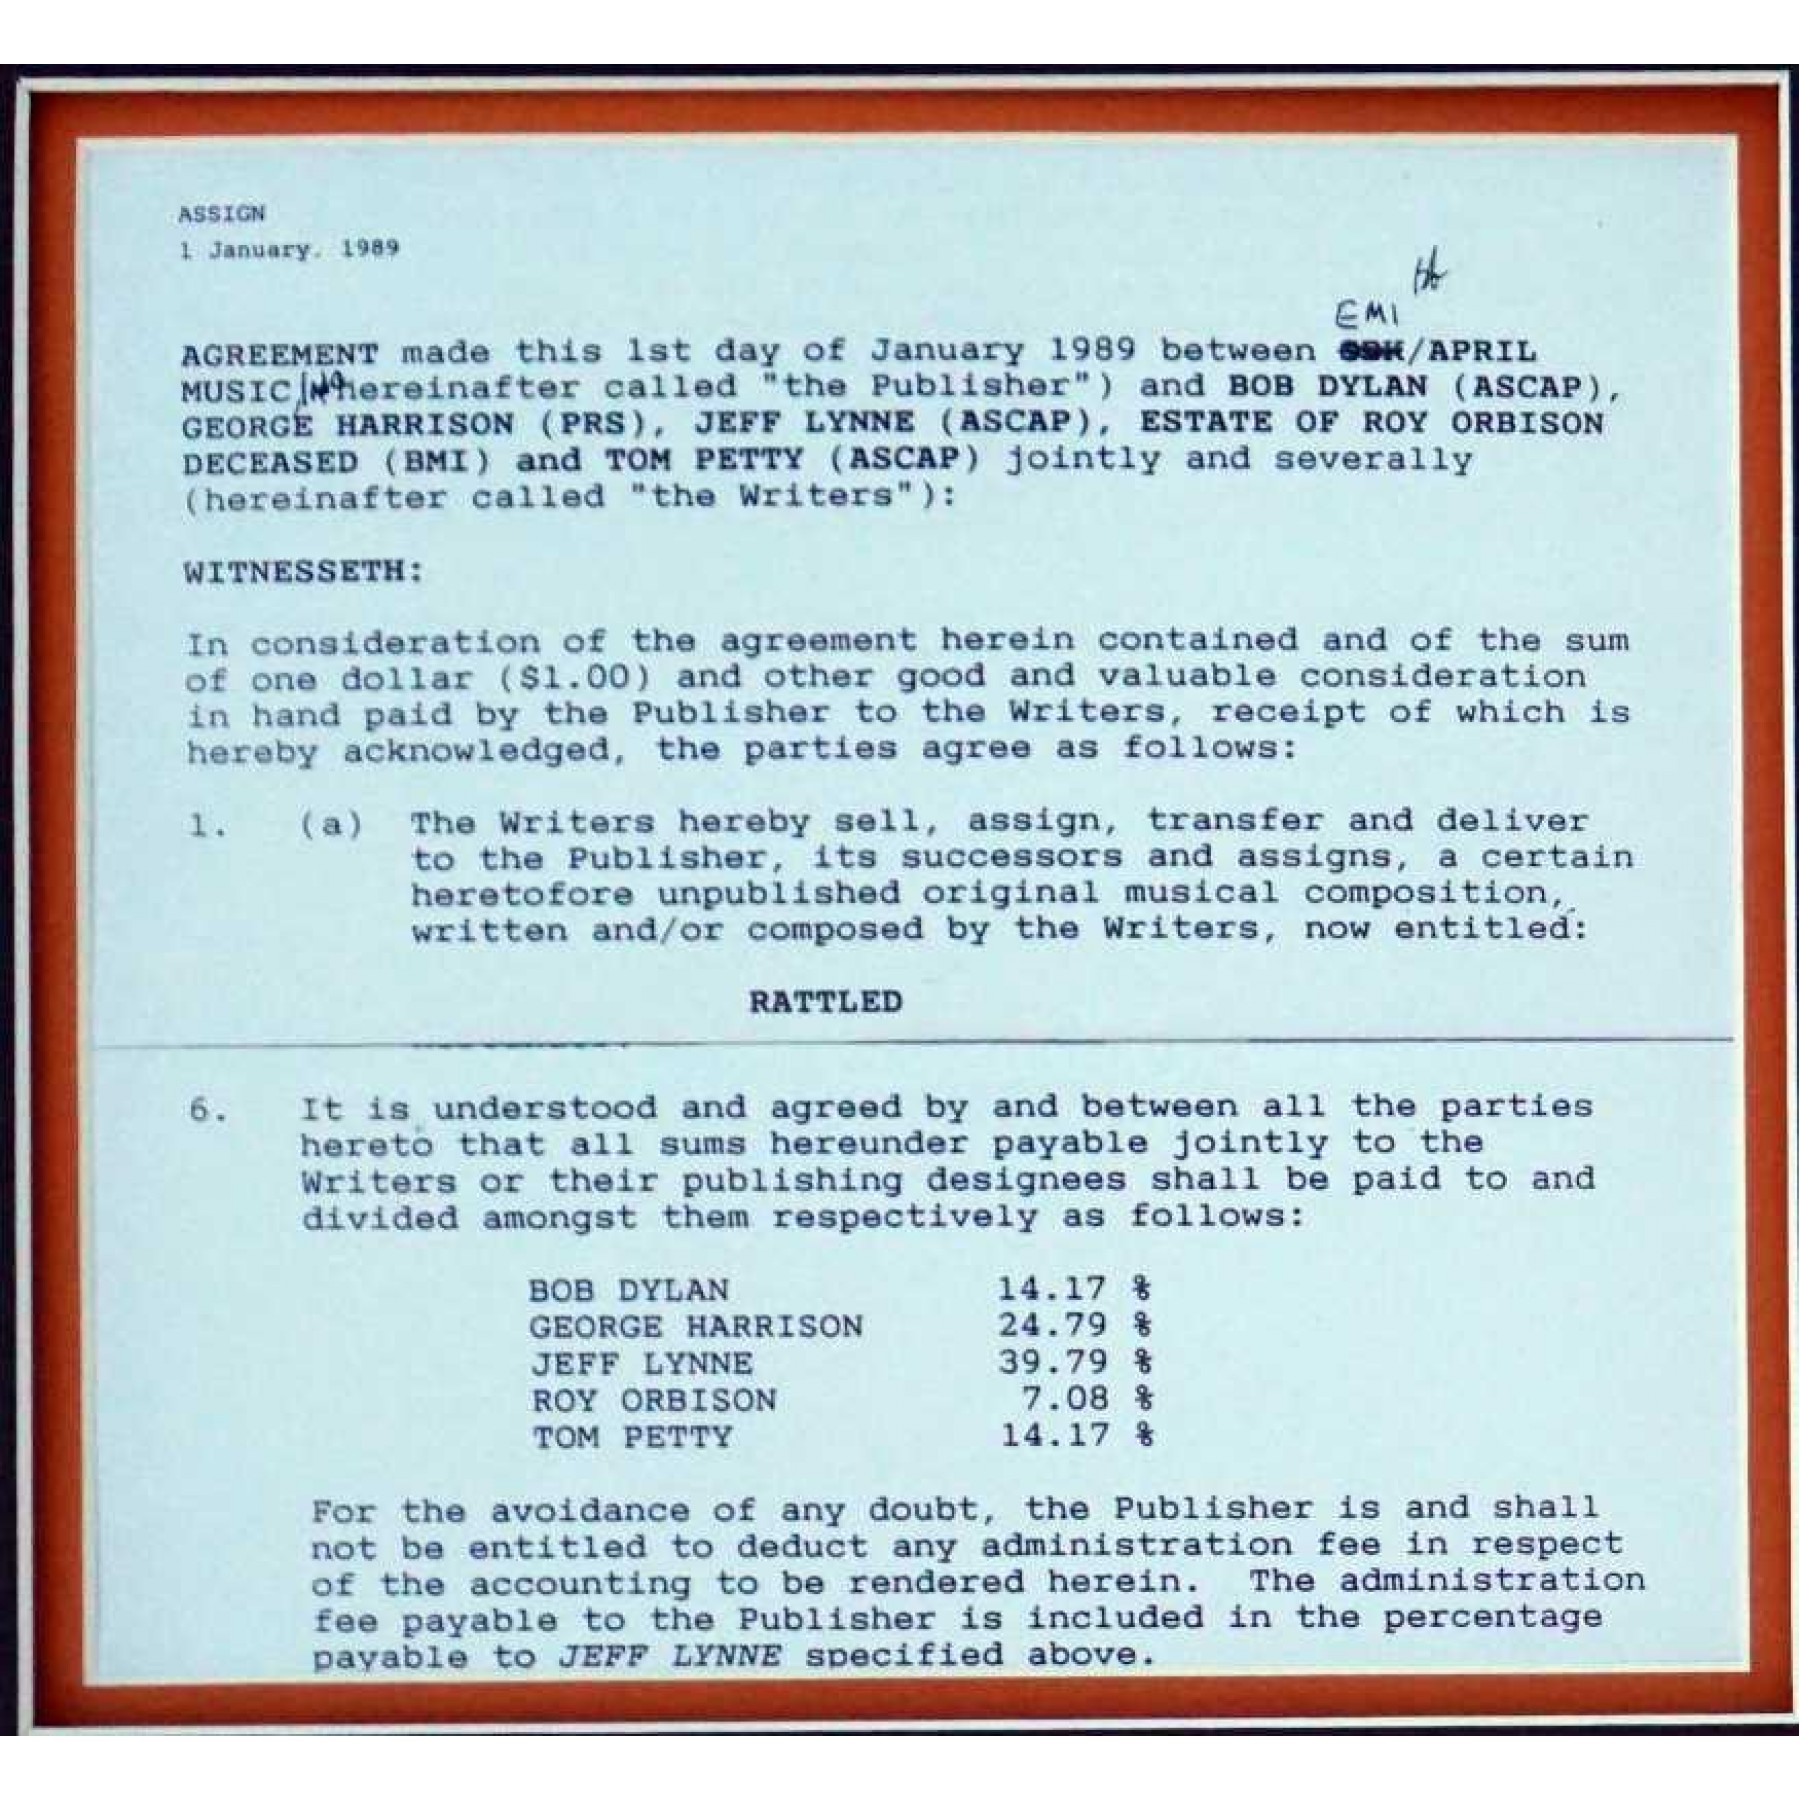 ASSIGN
1 January. 1989
EMI
AGREEMENT made this 1st day of January 1989 between /APRIL
MUSIC INC hereinafter called "the Publisher") and BOB DYLAN (ASCAP),
GEORGE HARRISON (PRS), JEFF LYNNE (ASCAP), ESTATE OF ROY ORBISON
DECEASED (BMI) and TOM PETTY (ASCAP) jointly and severally
(hereinafter called "the Writers"):
WITNESSETH:
In consideration of the agreement herein contained and of the sum
of one dollar ($1.00) and other good and valuable consideration
in hand paid by the Publisher to the Writers, receipt of which is
hereby acknowledged, the parties agree as follows:
1. (a) The Writers hereby sell, assign, transfer and deliver
to the Publisher, its successors and assigns, a certain
heretofore unpublished original musical composition,
written and/or composed by the Writers, now entitled:
RATTLED
6. It is understood and agreed by and between all the parties
hereto that all sums hereunder payable jointly to the
Writers or their publishing designees shall be paid to and
divided amongst them respectively as follows:
BOB DYLAN 14.17 %
GEORGE HARRISON 24.79 %
JEFF LYNNE 39.79 %
ROY ORBISON 7.08 %
TOM PETTY 14.17 %
For the avoidance of any doubt, the Publisher is and shall
not be entitled to deduct any administration fee in respect
of the accounting to be rendered herein. The administration
fee payable to the Publisher is included in the percentage
payable to JEFF LYNNE specified above.